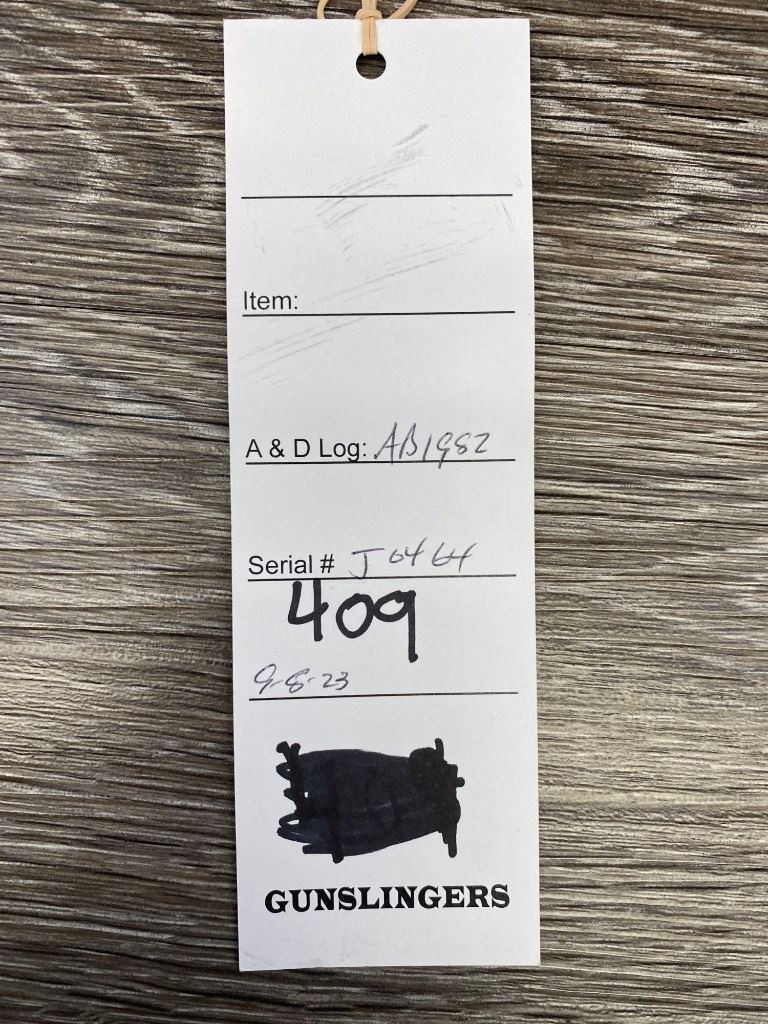 Item:
A & D Log: AB1982
Serial # J0464
409
9-8-23
GUNSLINGERS